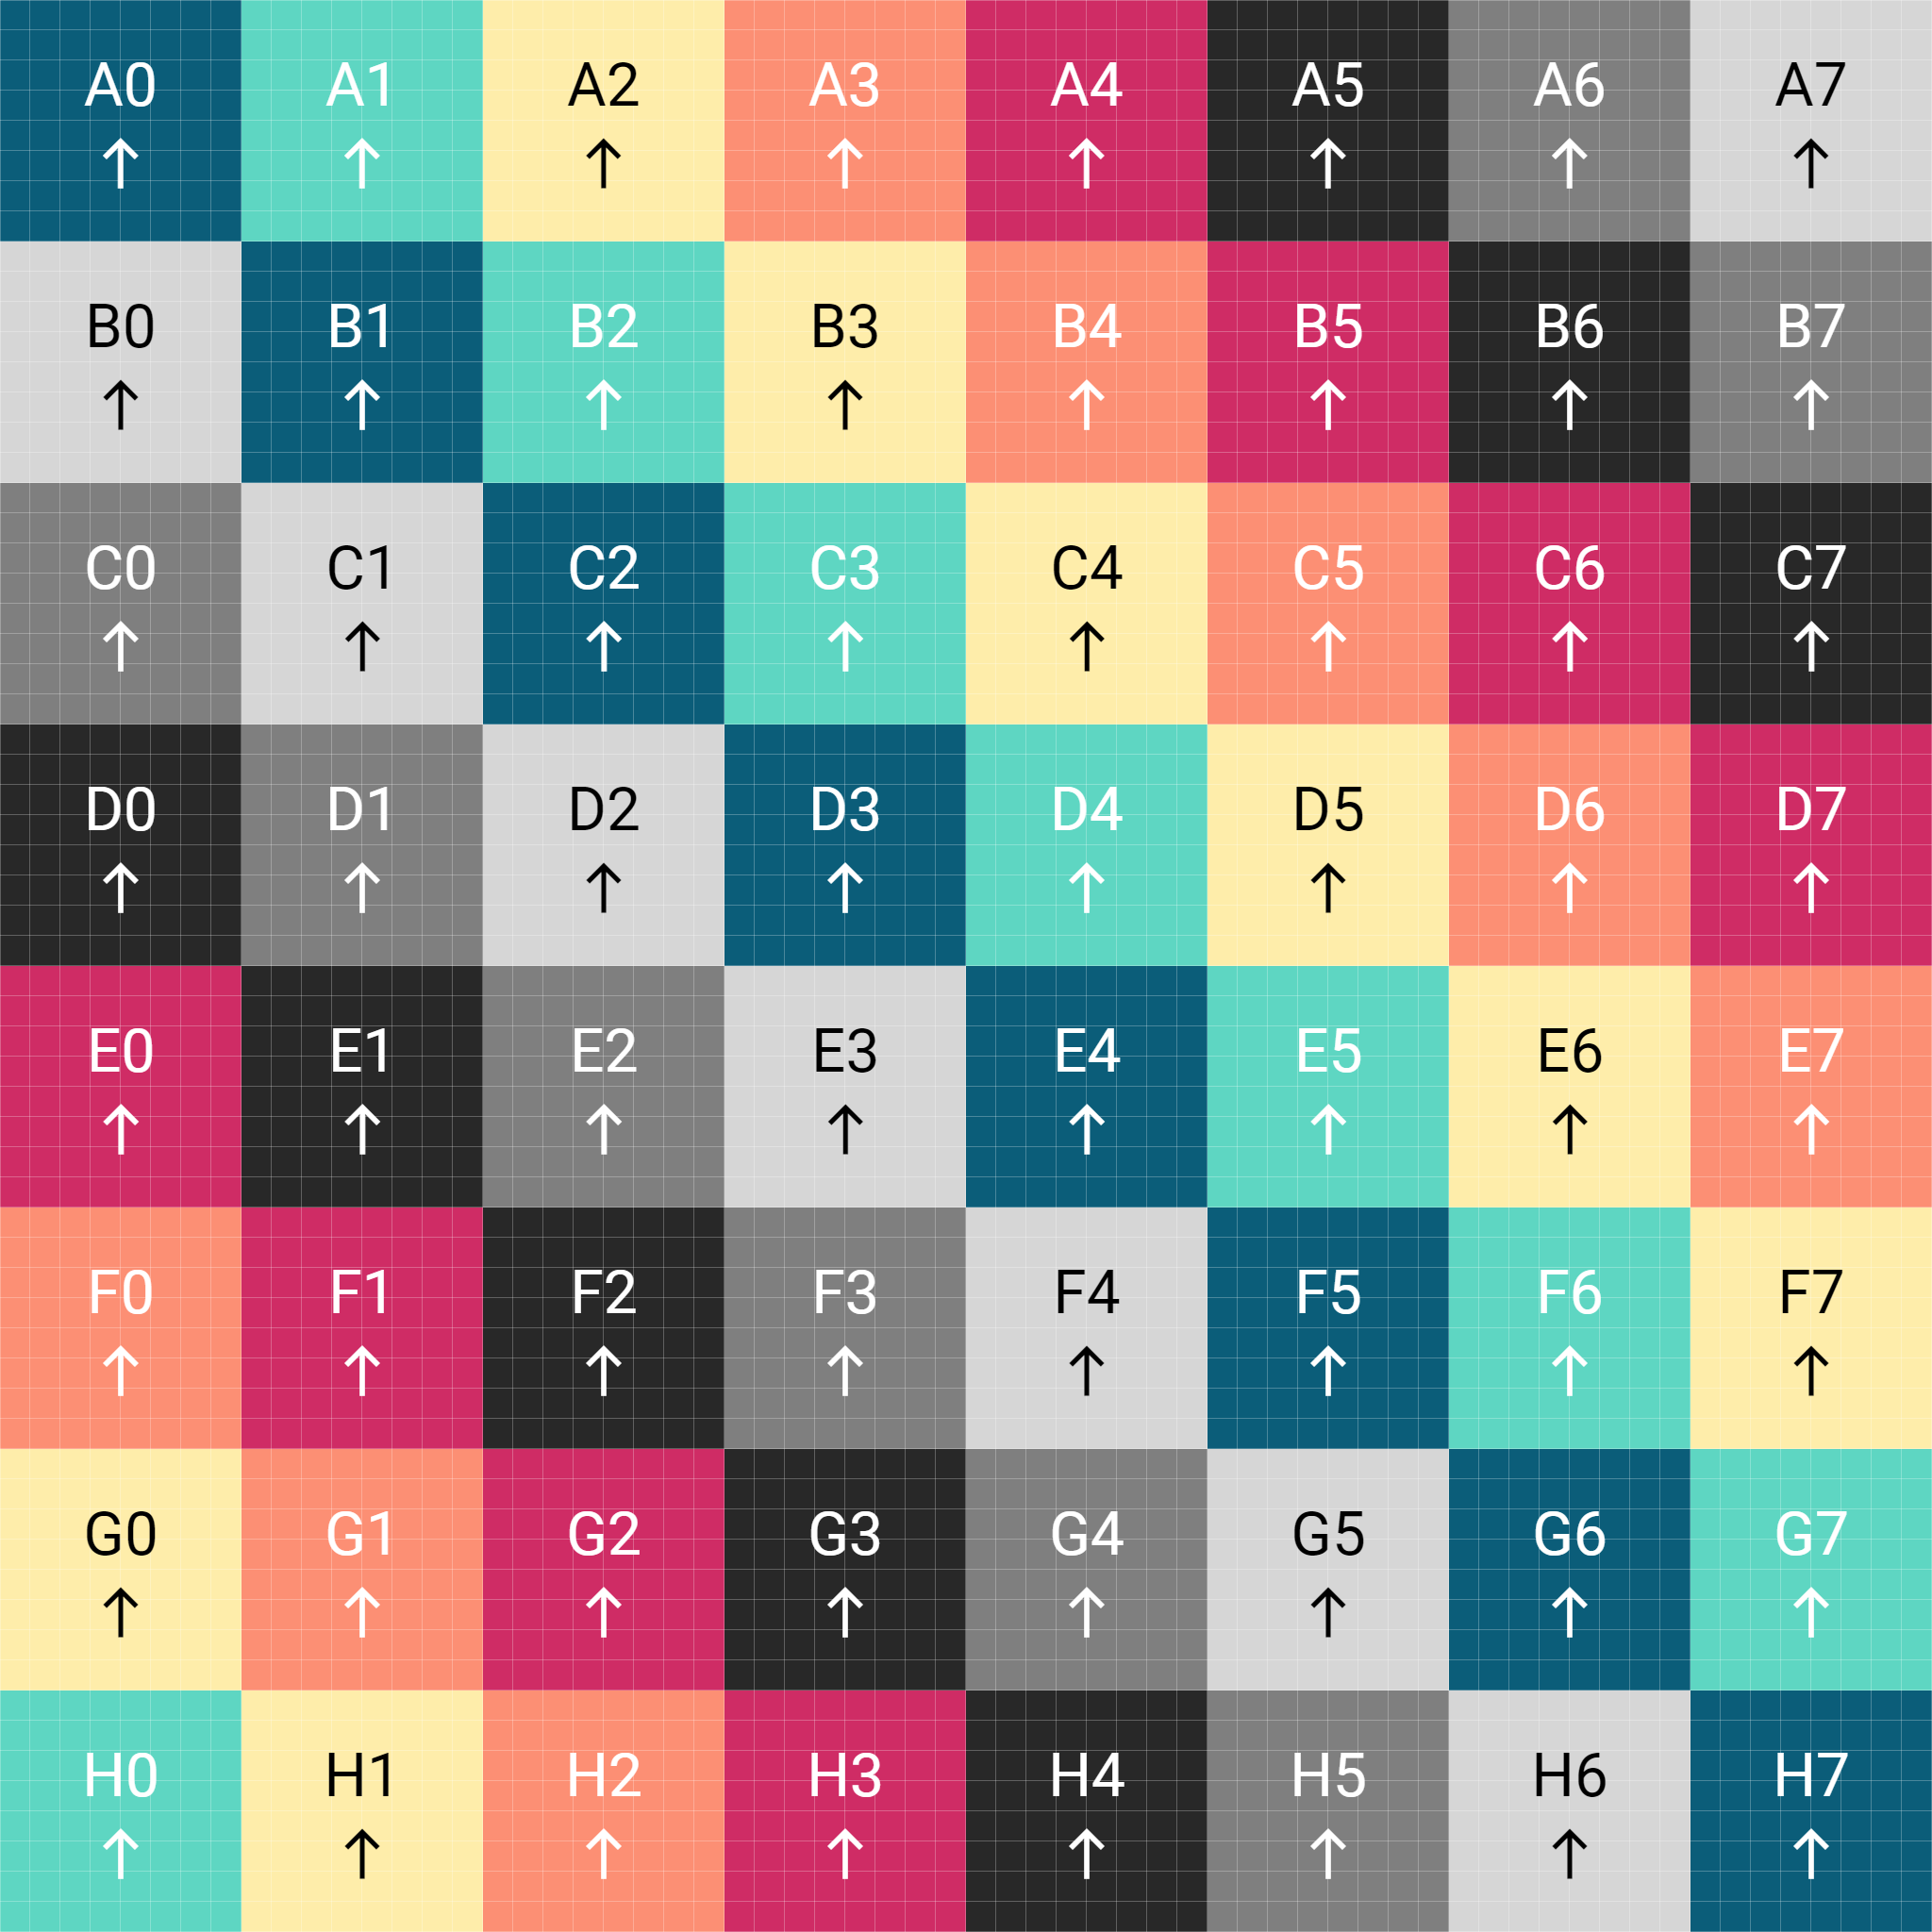 A0 A1 A2 A3 A4 A5 A6 A7
↑ ↑ ↑ ↑ ↑ ↑ ↑ ↑
B0 B1 B2 B3 B4 B5 B6 B7
↑ ↑ ↑ ↑ ↑ ↑ ↑ ↑
C0 C1 C2 C3 C4 C5 C6 C7
↑ ↑ ↑ ↑ ↑ ↑ ↑ ↑
D0 D1 D2 D3 D4 D5 D6 D7
↑ ↑ ↑ ↑ ↑ ↑ ↑ ↑
E0 E1 E2 E3 E4 E5 E6 E7
↑ ↑ ↑ ↑ ↑ ↑ ↑ ↑
F0 F1 F2 F3 F4 F5 F6 F7
↑ ↑ ↑ ↑ ↑ ↑ ↑ ↑
G0 G1 G2 G3 G4 G5 G6 G7
↑ ↑ ↑ ↑ ↑ ↑ ↑ ↑
H0 H1 H2 H3 H4 H5 H6 H7
↑ ↑ ↑ ↑ ↑ ↑ ↑ ↑